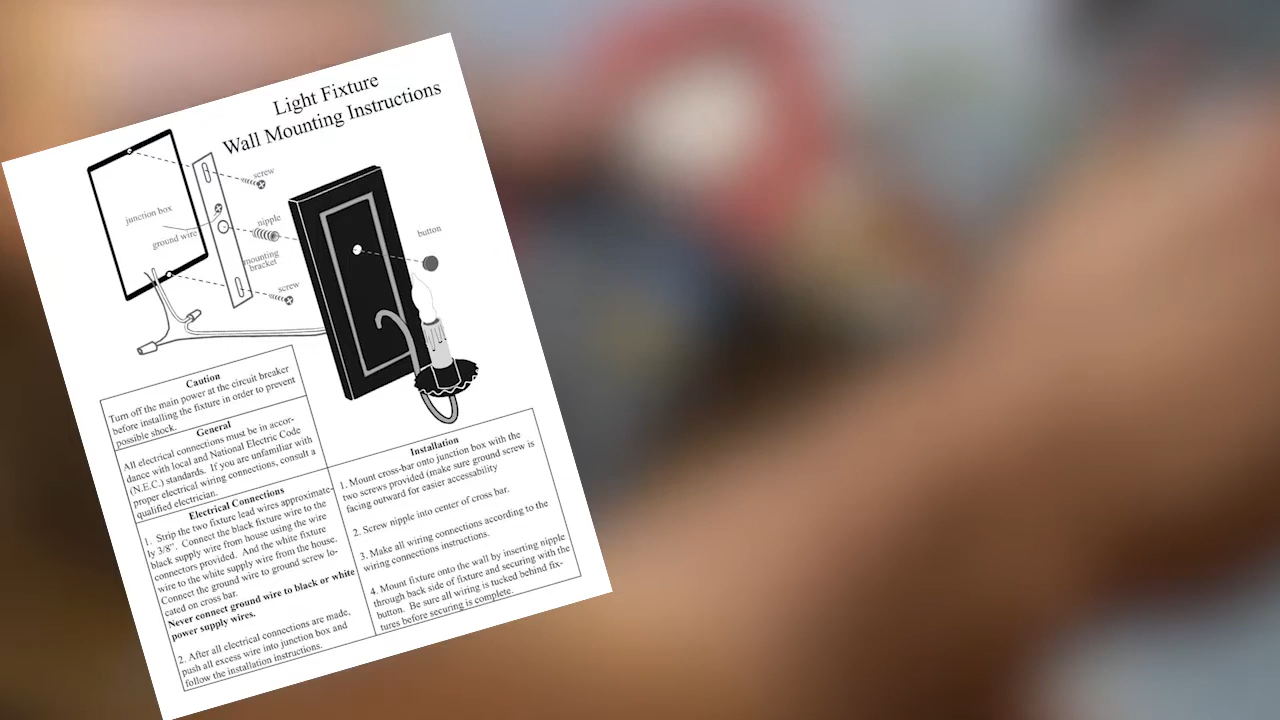 Light Fixture
Wall Mounting Instructions
screw
junction box
nipple
ground wire
button
mounting
bracket
screw
Caution
Turn off the main power at the circuit breaker
before installing the fixture in order to prevent
possible shock.
General
All electrical connections must be in accor-
dance with local and National Electric Code
(N.E.C.) standards. If you are unfamiliar with
proper electrical wiring connections, consult a
qualified electrician.
Electrical Connections
1. Strip the two fixture lead wires approximate-
ly 3/8". Connect the black fixture wire to the
black supply wire from house using the wire
connectors provided. And the white fixture
wire to the white supply wire from the house.
Connect the ground wire to ground screw lo-
cated on cross bar.
Never connect ground wire to black or white
power supply wires.
2. After all electrical connections are made,
push all excess wire into junction box and
follow the installation instructions.
Installation
1. Mount cross-bar onto junction box with the
two screws provided (make sure ground screw is
facing outward for easier accessability
2. Screw nipple into center of cross bar.
3. Make all wiring connections according to the
wiring connections instructions.
4. Mount fixture onto the wall by inserting nipple
through back side of fixture and securing with the
button. Be sure all wiring is tucked behind fix-
tures before securing is complete.